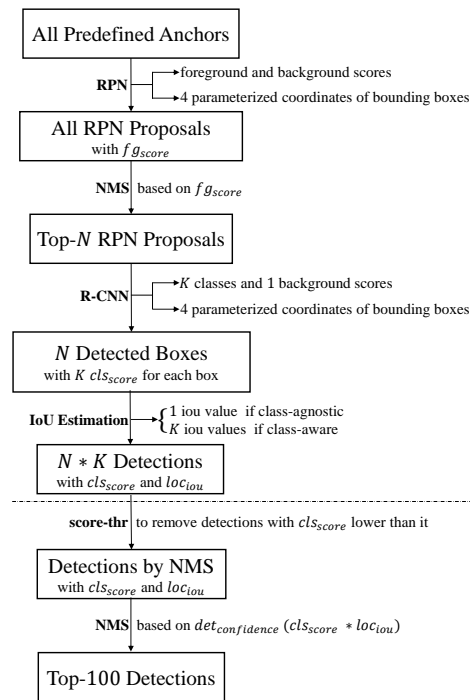 All Predefined Anchors
RPN
foreground and background scores
4 parameterized coordinates of bounding boxes
All RPN Proposals
with fg_score
NMS based on fg_score
Top-N RPN Proposals
R-CNN
K classes and 1 background scores
4 parameterized coordinates of bounding boxes
N Detected Boxes
with K cls_score for each box
IoU Estimation
1 iou value if class-agnostic
K iou values if class-aware
N * K Detections
with cls_score and loc_iou
score-thr to remove detections with cls_score lower than it
Detections by NMS
with cls_score and loc_iou
NMS based on det_confidence (cls_score * loc_iou)
Top-100 Detections